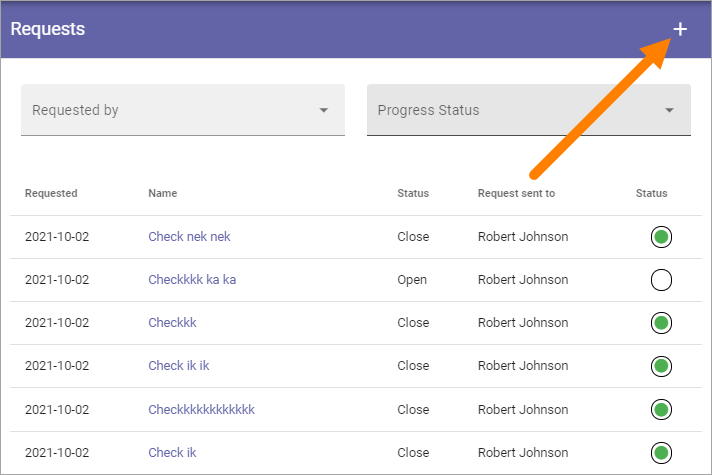 Requests +
Requested by Progress Status
Requested Name Status Request sent to Status
2021-10-02 Check nek nek Close Robert Johnson
2021-10-02 Checkkkk ka ka Open Robert Johnson
2021-10-02 Checkkk Close Robert Johnson
2021-10-02 Check ik ik Close Robert Johnson
2021-10-02 Checkkkkkkkkkkkk Close Robert Johnson
2021-10-02 Check ik Close Robert Johnson